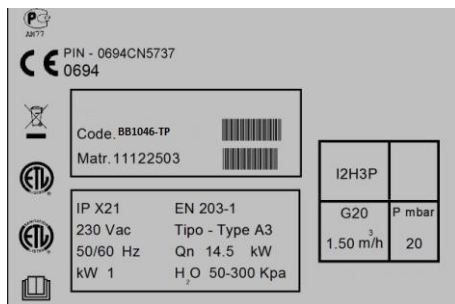 PIN - 0694CN5737
0694
Code. BB1046-TP
Matr. 11122503
IP X21 EN 203-1
230 Vac Tipo - Type A3
50/60 Hz Qn 14.5 kW
kW 1 H2O 50-300 Kpa
I2H3P
G20 P mbar
1.50 m³/h 20
ETL
ETL